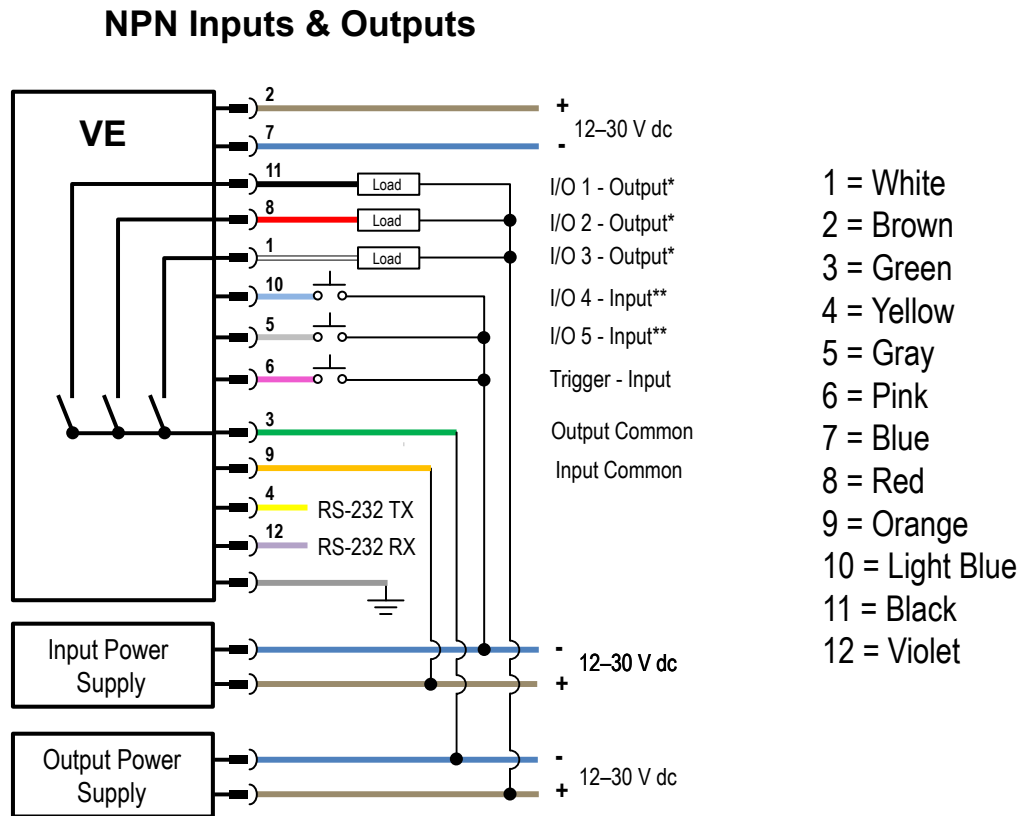 NPN Inputs & Outputs
VE
2
+
12–30 V dc
7
-
11
Load
I/O 1 - Output*
8
Load
I/O 2 - Output*
1
Load
I/O 3 - Output*
10
I/O 4 - Input**
5
I/O 5 - Input**
6
Trigger - Input
3
Output Common
9
Input Common
4
RS-232 TX
12
RS-232 RX
Input Power
Supply
-
12–30 V dc
+
Output Power
Supply
-
12–30 V dc
+
1 = White
2 = Brown
3 = Green
4 = Yellow
5 = Gray
6 = Pink
7 = Blue
8 = Red
9 = Orange
10 = Light Blue
11 = Black
12 = Violet